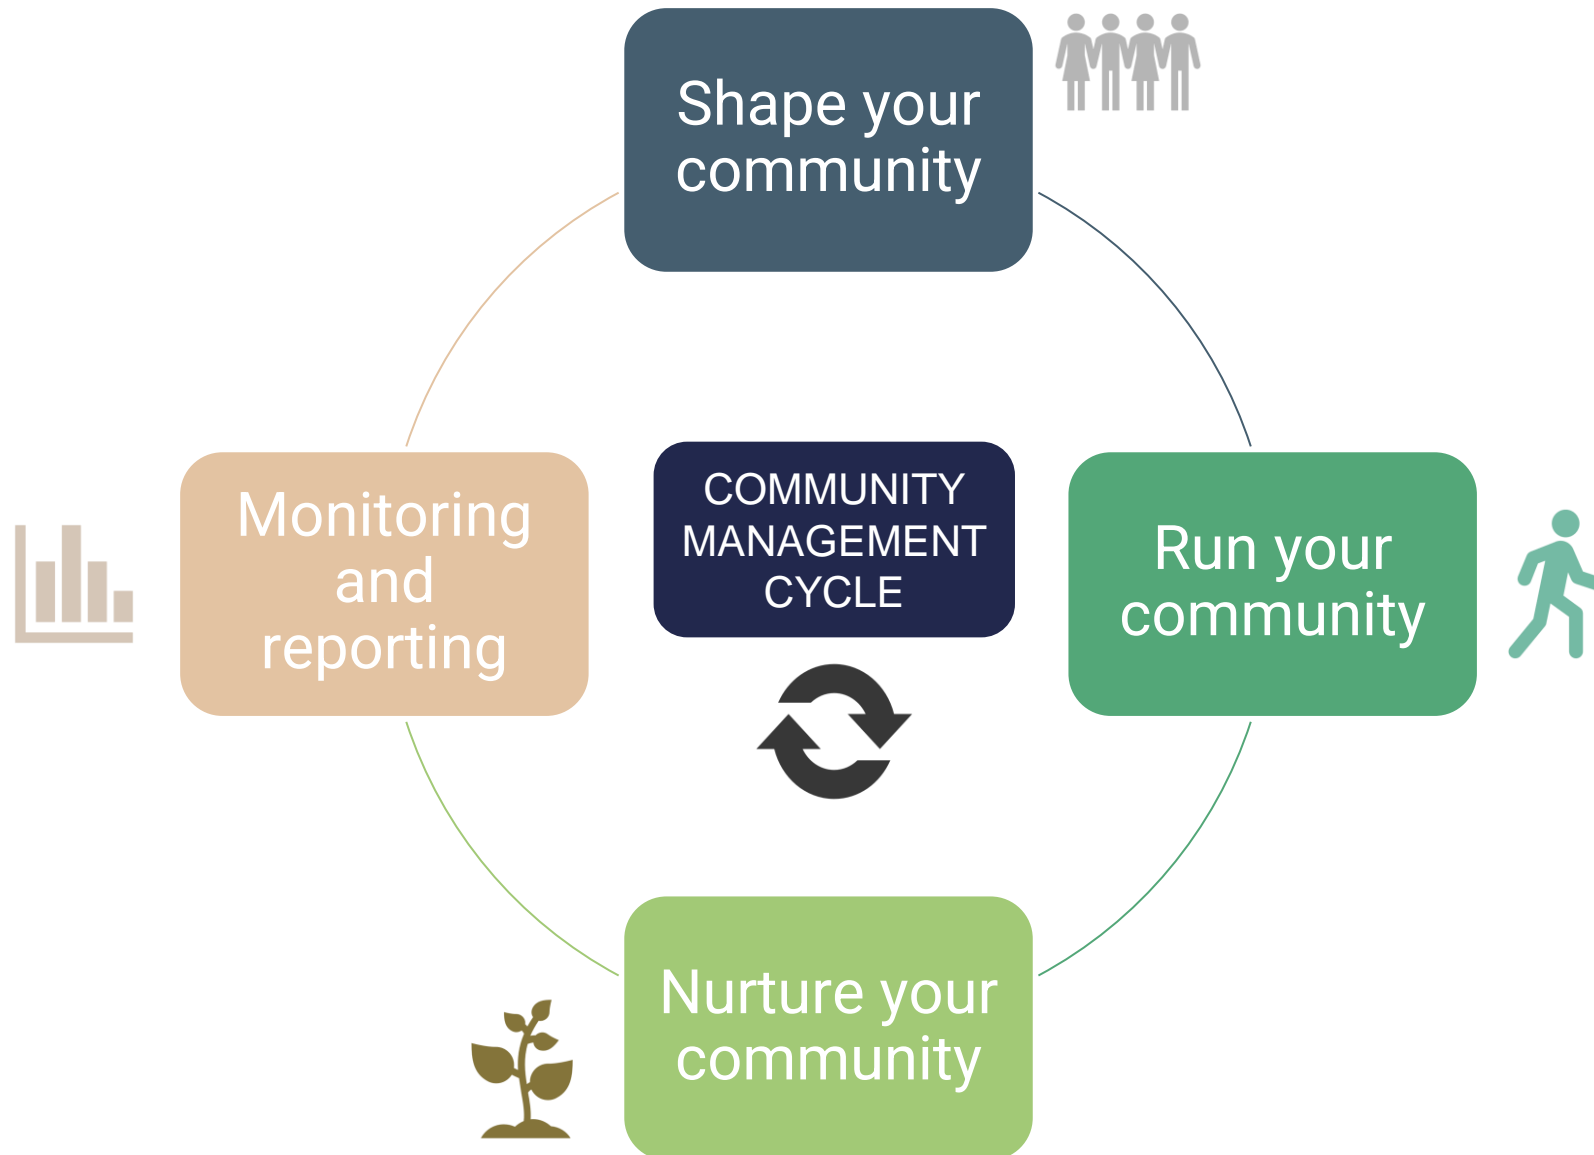 Shape your
community
Monitoring
and
reporting
COMMUNITY
MANAGEMENT
CYCLE
Run your
community
Nurture your
community